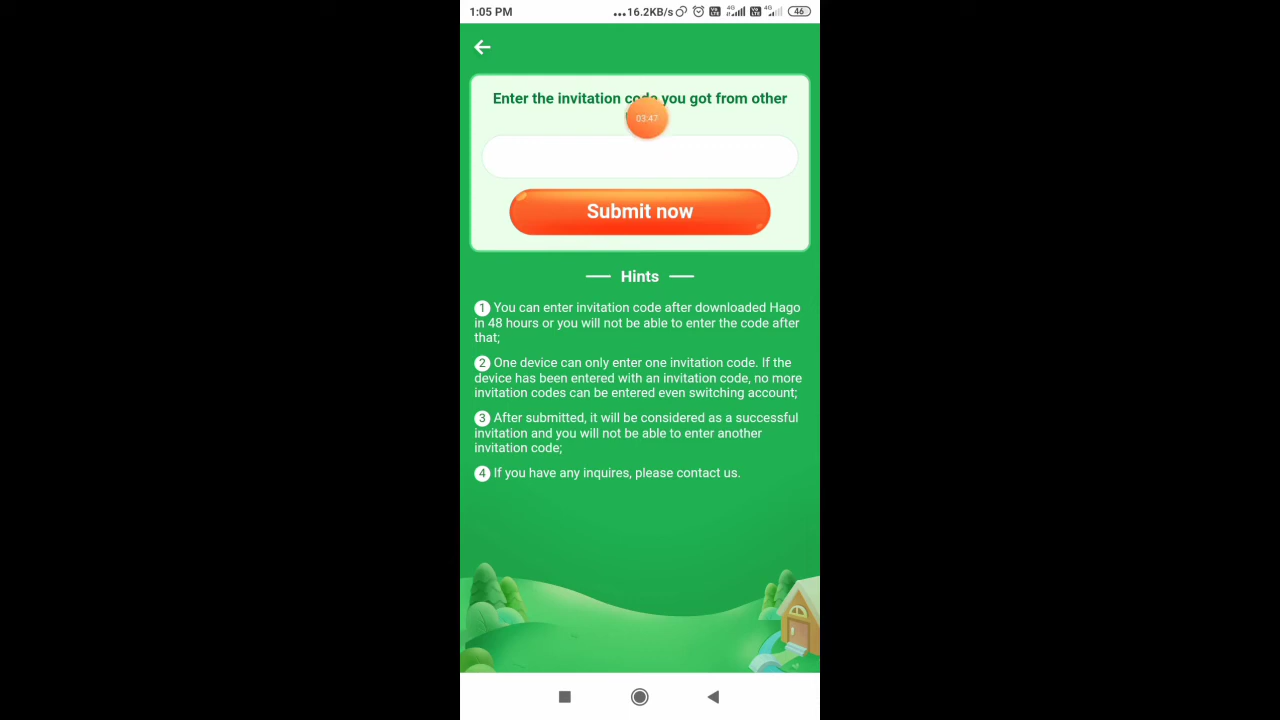 1:05 PM
...16.2KB/s
4G
4G
46
Enter the invitation code you got from other
03:47
Submit now
Hints
1 You can enter invitation code after downloaded Hago
in 48 hours or you will not be able to enter the code after
that;
2 One device can only enter one invitation code. If the
device has been entered with an invitation code, no more
invitation codes can be entered even switching account;
3 After submitted, it will be considered as a successful
invitation and you will not be able to enter another
invitation code;
4 If you have any inquires, please contact us.